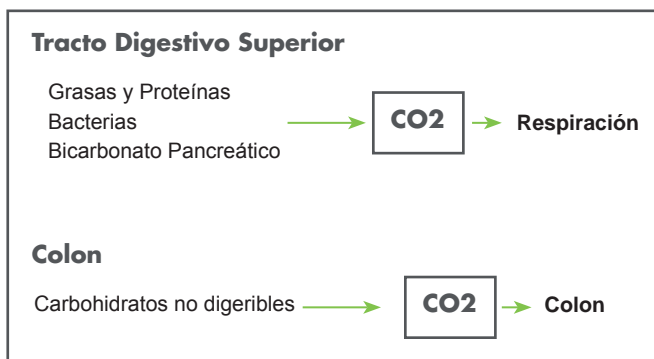 Tracto Digestivo Superior
Grasas y Proteínas
Bacterias
Bicarbonato Pancreático
CO2
Respiración
Colon
Carbohidratos no digeribles
CO2
Colon